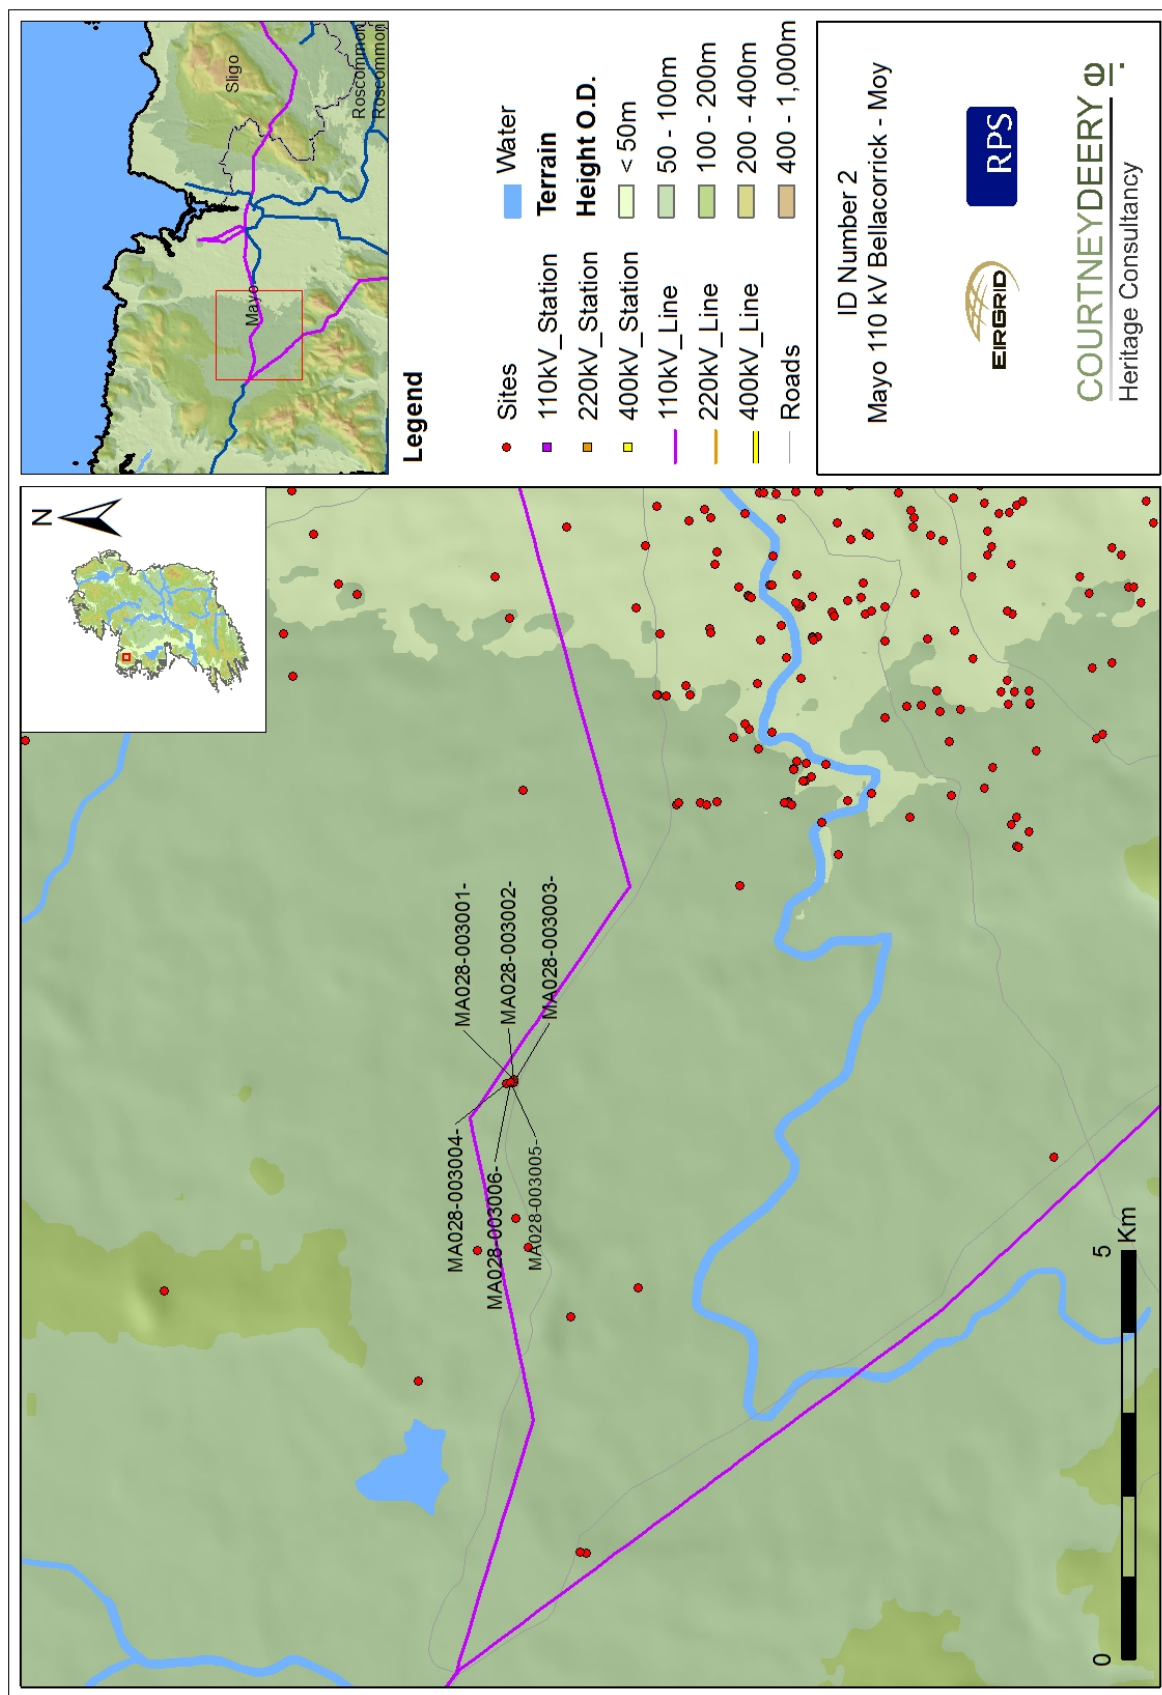 N
MA028-003004-
MA028-003001-
MA028-003006-
MA028-003002-
MA028-003005-
MA028-003003-
0
5
Km
Mayo
Sligo
Roscommon
Roscommon
Legend
Sites
110kV_Station
220kV_Station
400kV_Station
110kV_Line
220kV_Line
400kV_Line
Roads
Water
Terrain
Height O.D.
< 50m
50 - 100m
100 - 200m
200 - 400m
400 - 1,000m
ID Number 2
Mayo 110 kV Bellacorrick - Moy
EIRGRID
RPS
COURTNEYDEERY
Heritage Consultancy